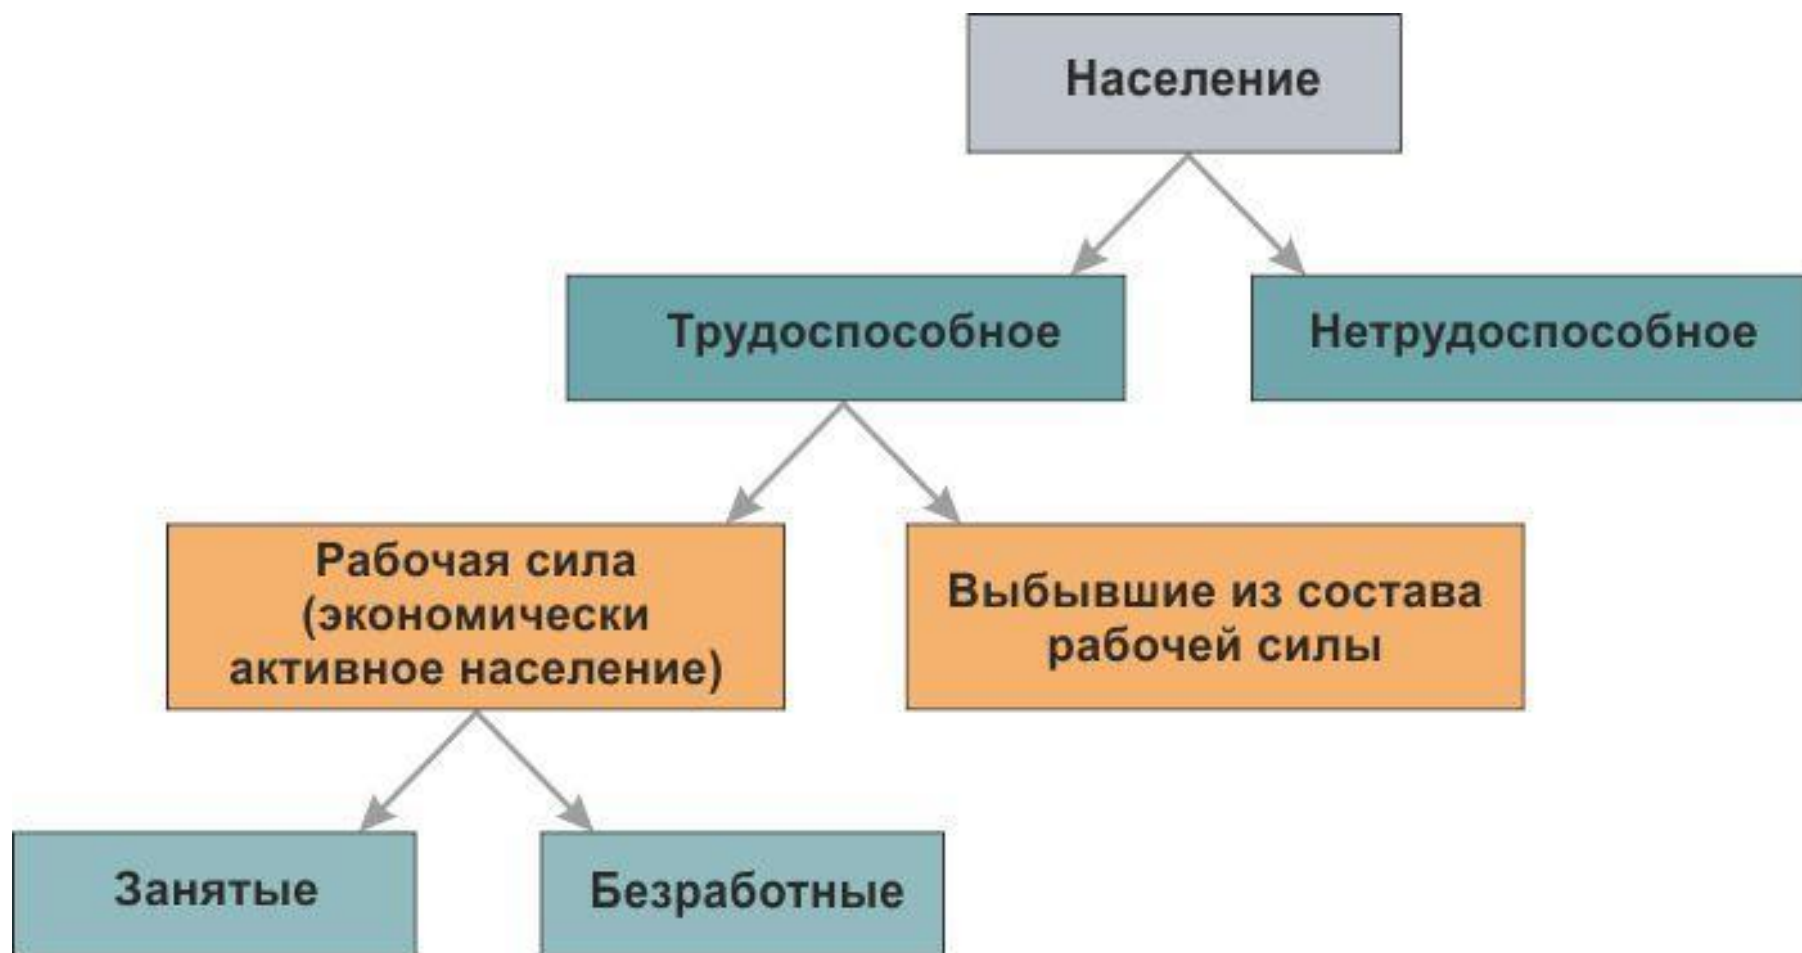 Население
Трудоспособное
Нетрудоспособное
Рабочая сила
(экономически
активное население)
Выбывшие из состава
рабочей силы
Занятые
Безработные